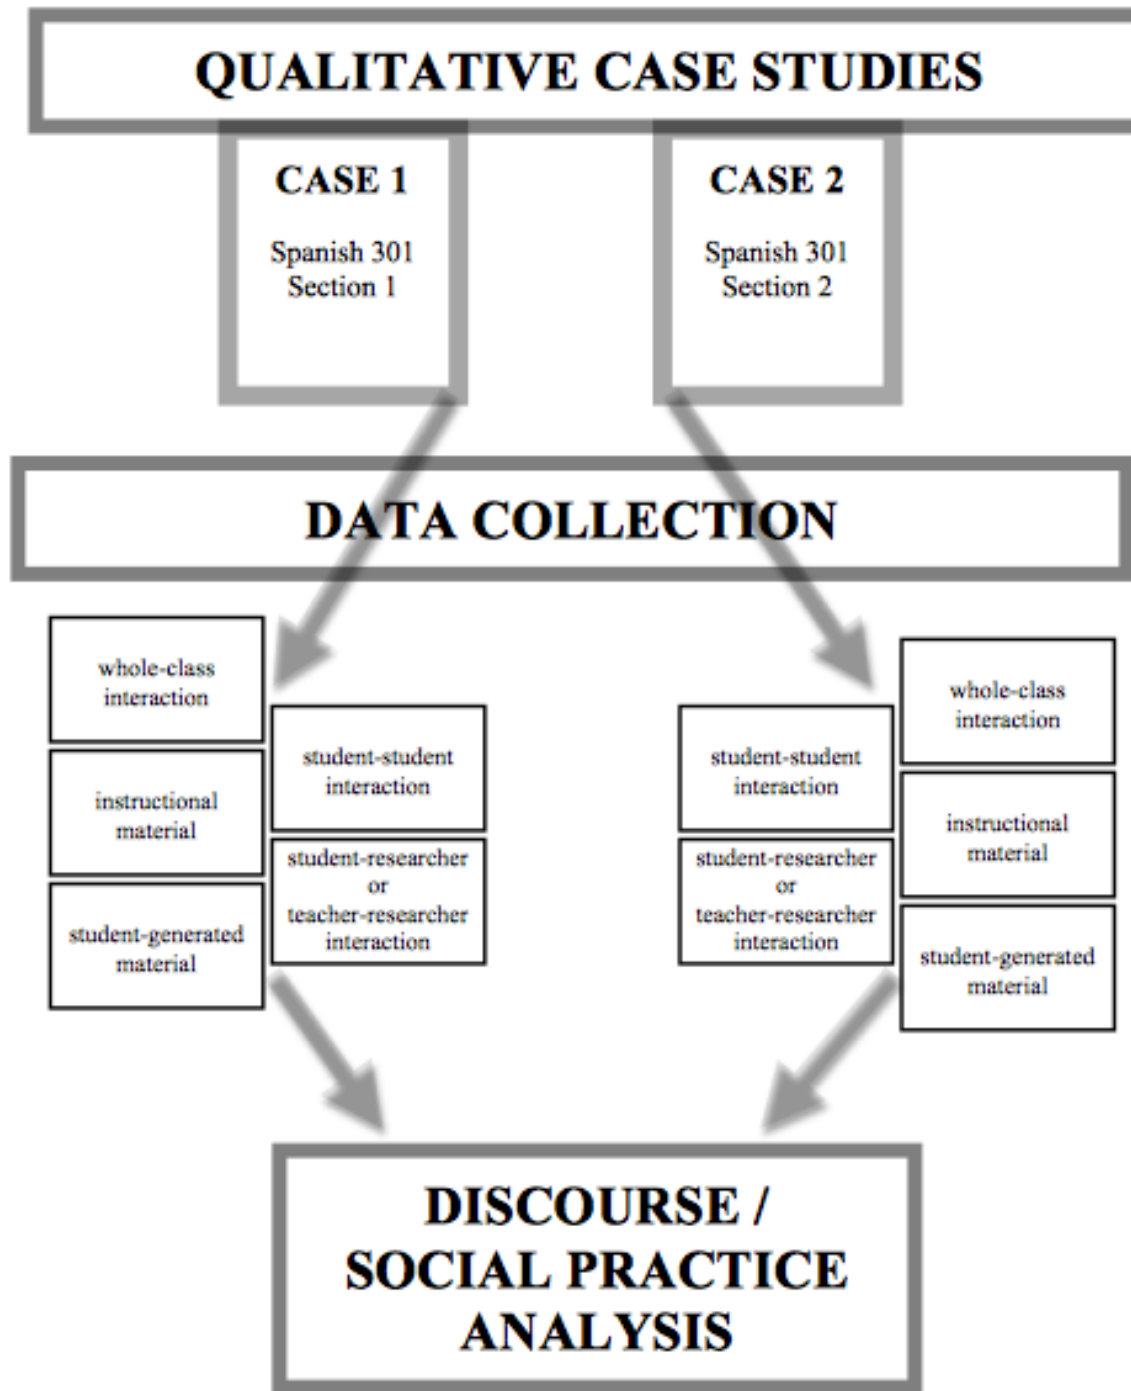 QUALITATIVE CASE STUDIES
CASE 1
Spanish 301
Section 1
CASE 2
Spanish 301
Section 2
DATA COLLECTION
whole-class
interaction
instructional
material
student-generated
material
student-student
interaction
student-researcher
or
teacher-researcher
interaction
student-student
interaction
student-researcher
or
teacher-researcher
interaction
whole-class
interaction
instructional
material
student-generated
material
DISCOURSE /
SOCIAL PRACTICE
ANALYSIS